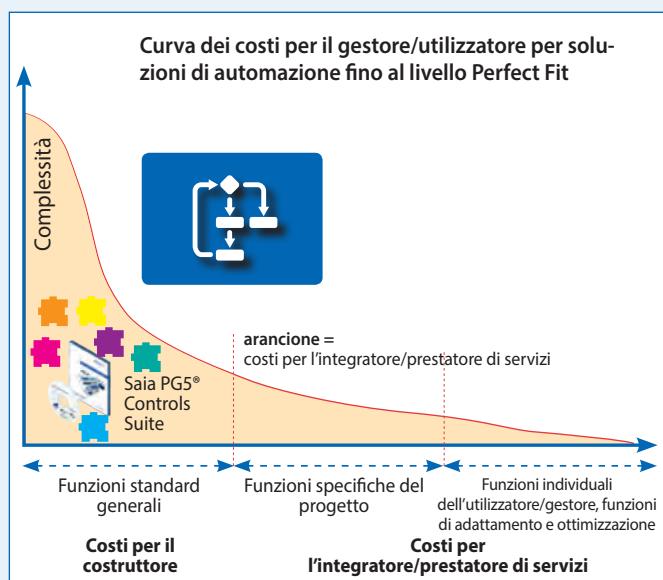 Curva dei costi per il gestore/utilizzatore per solu-
zioni di automazione fino al livello Perfect Fit
Complessità
arancione =
costi per l'integratore/prestatore di servizi
Saia PG5®
Controls
Suite
Funzioni standard
generali
Funzioni specifiche del
progetto
Funzioni individuali
dell'utilizzatore/gestore, funzioni
di adattamento e ottimizzazione
Costi per il
costruttore
Costi per
l'integratore/prestatore di servizi